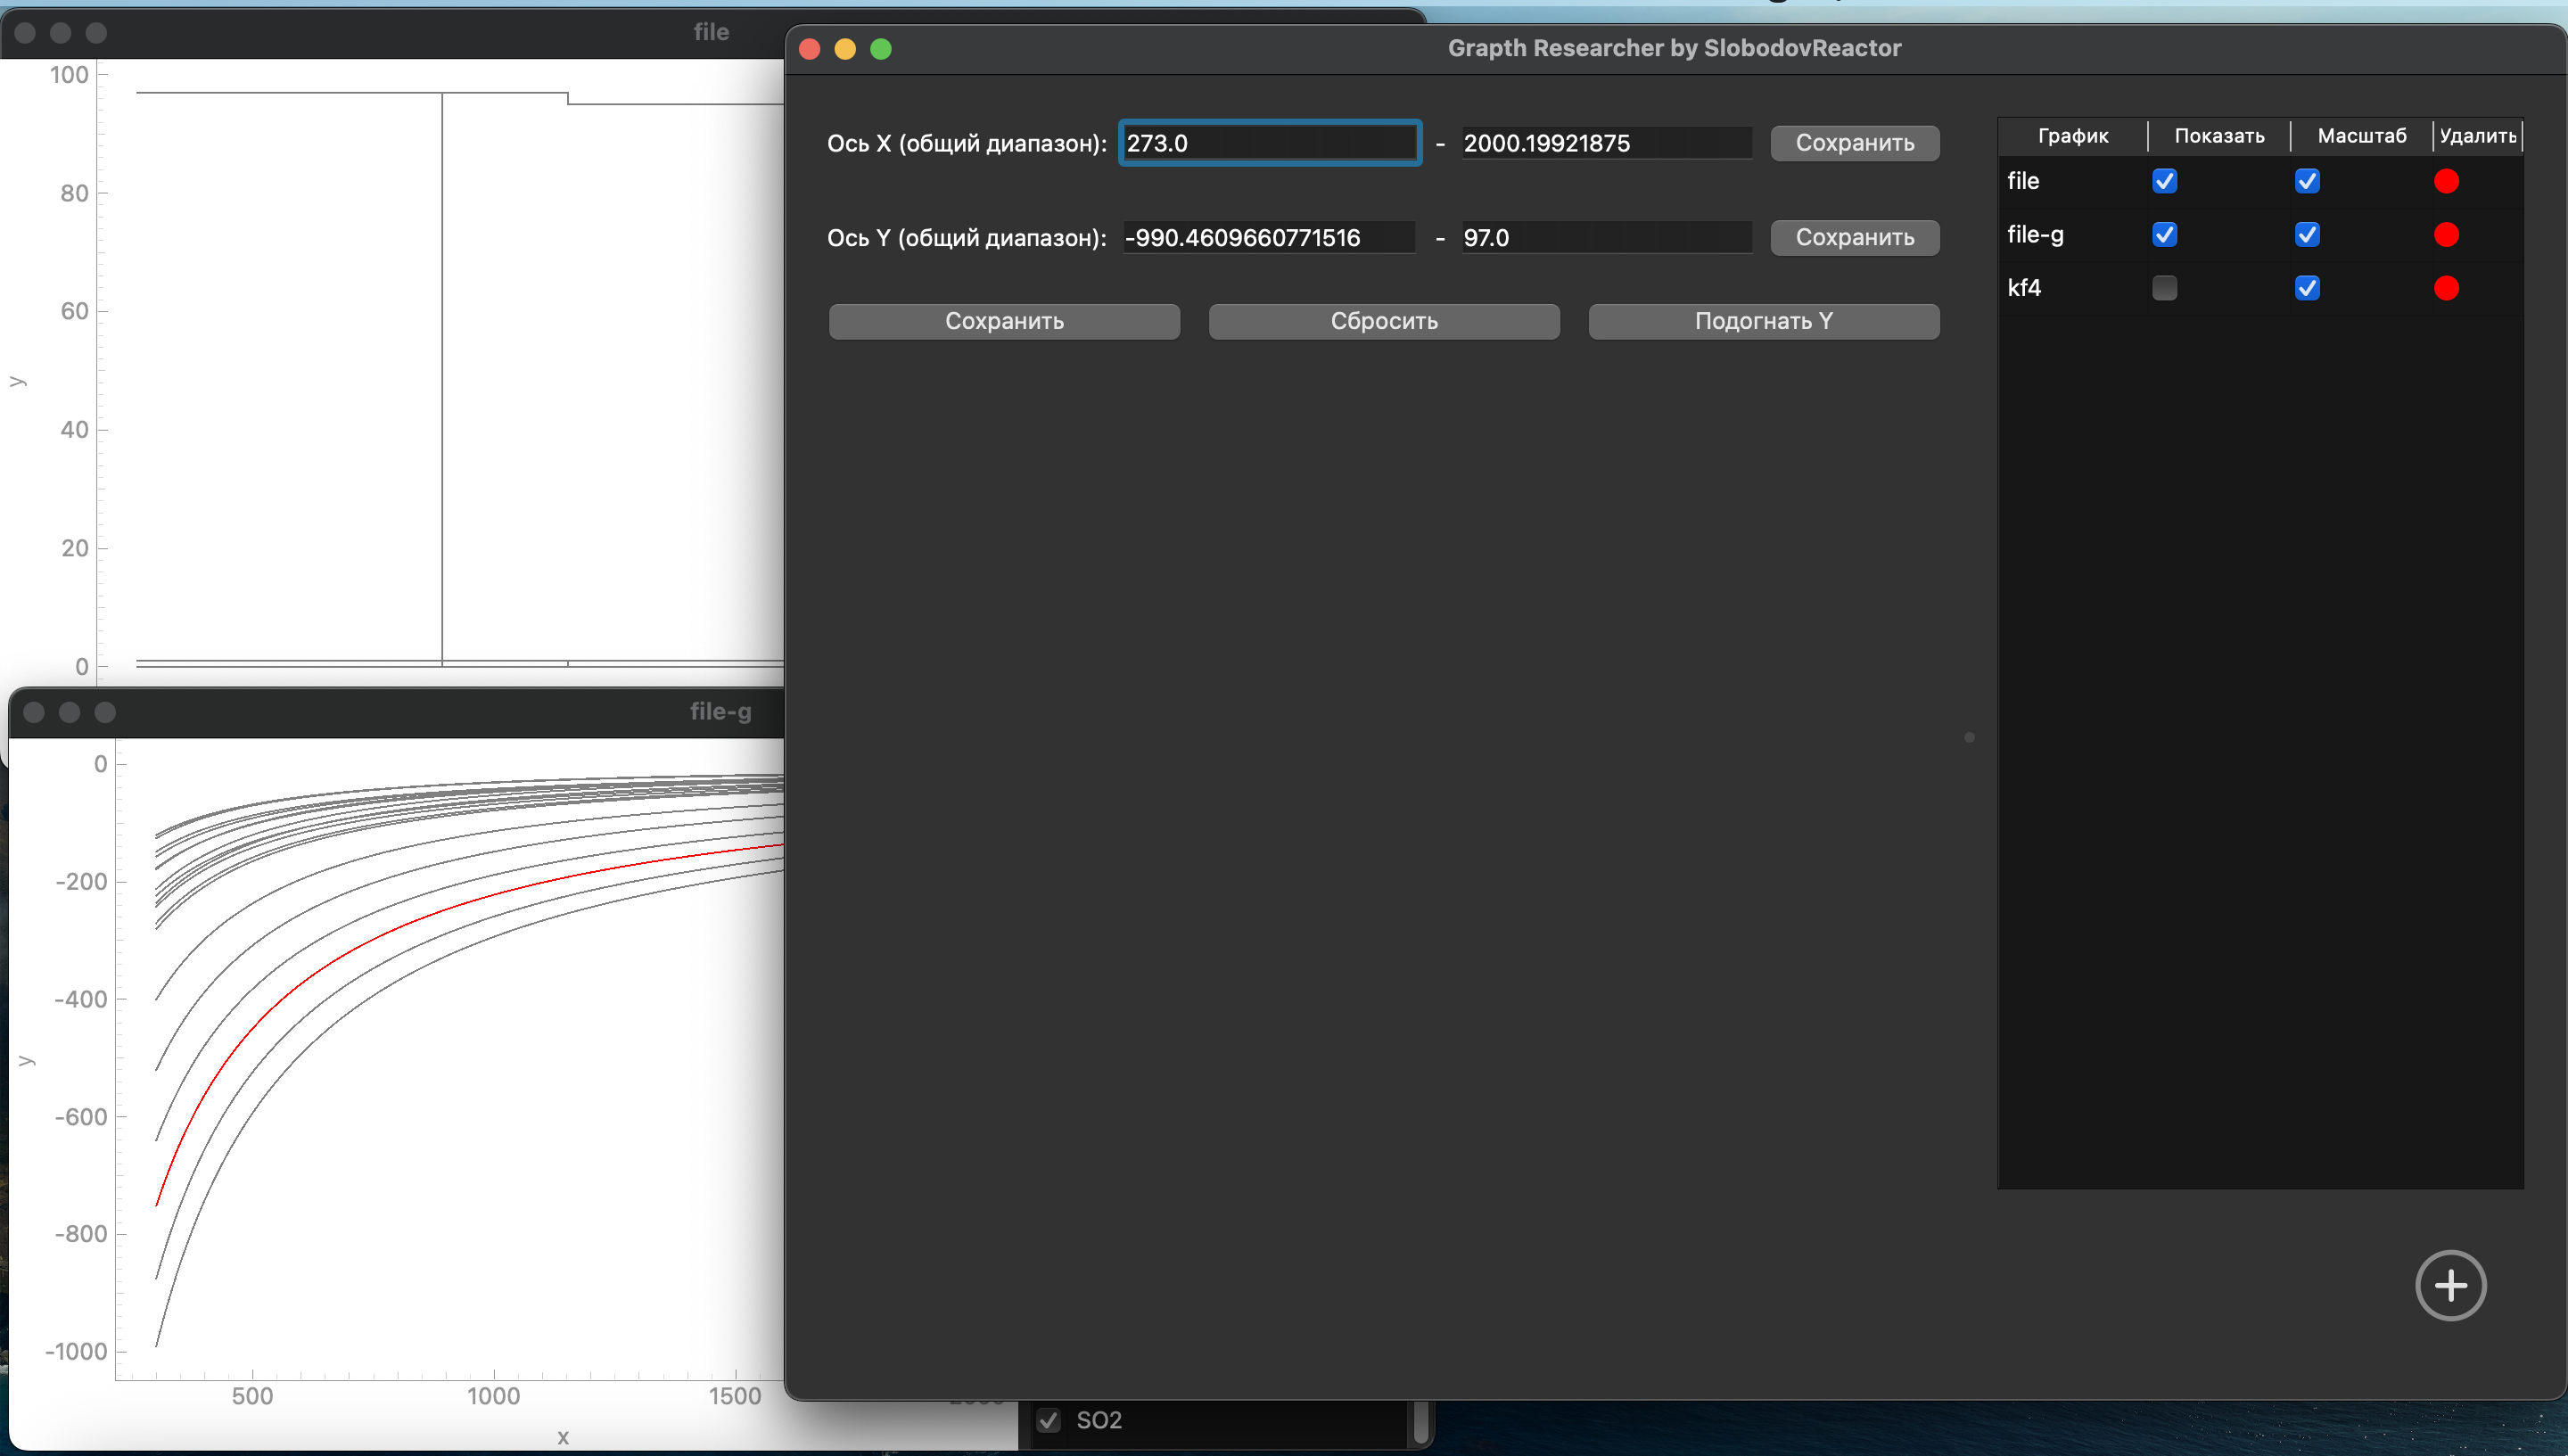 file
100
80
60
40
20
0
y
file-g
0
-200
-400
-600
-800
-1000
y
500
1000
1500
x
SO2
Grapth Researcher by SlobodovReactor
Ось X (общий диапазон): 273.0 - 2000.19921875 Сохранить
Ось Y (общий диапазон): -990.4609660771516 - 97.0 Сохранить
Сохранить Сбросить Подогнать Y
График Показать Масштаб Удалить
file
file-g
kf4